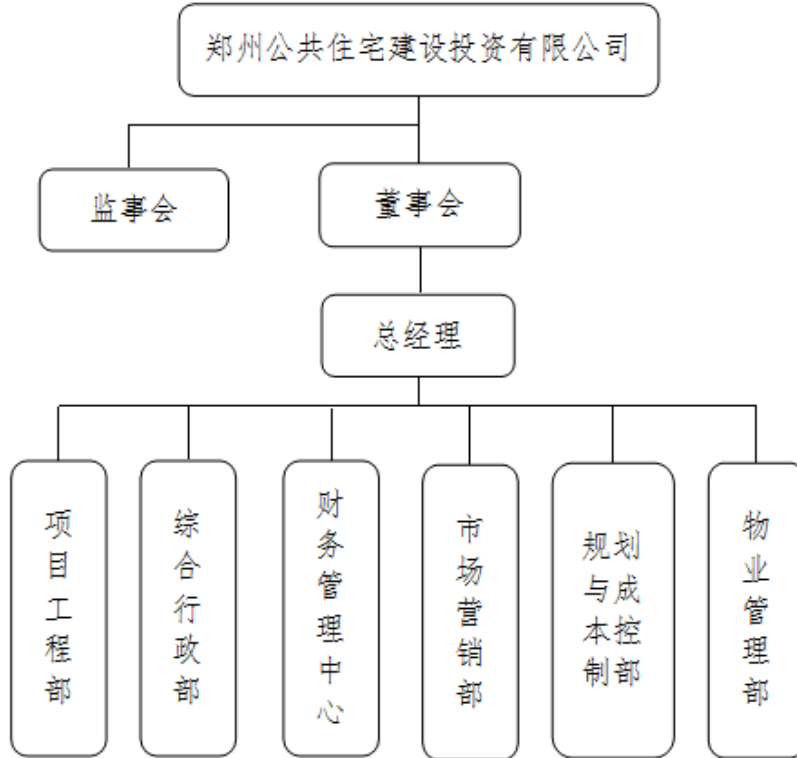 郑州公共住宅建设投资有限公司
监事会
董事会
总经理
项目工程部
综合行政部
财务管理中心
市场营销部
规划
与成
本控
制部
物业管理部